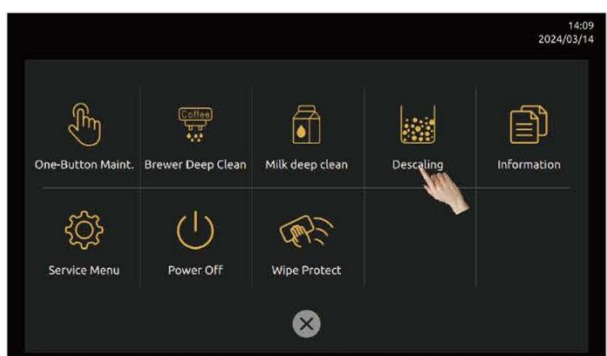 14:09
2024/03/14
Coffee
One-Button Maint. Brewer Deep Clean Milk deep clean Descaling Information
Service Menu Power Off Wipe Protect